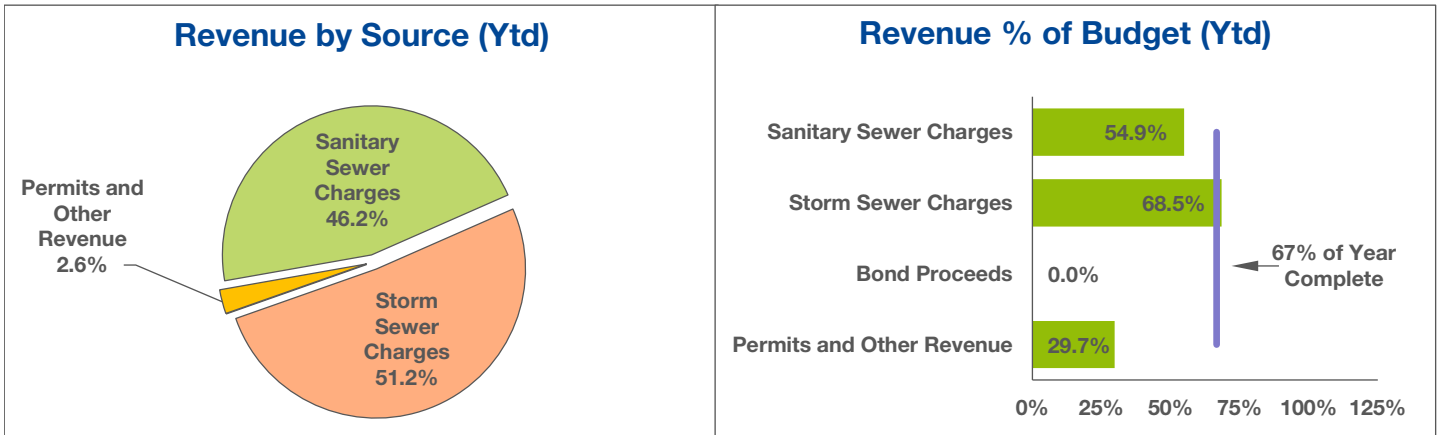 Revenue by Source (Ytd)
Sanitary
Sewer
Charges
46.2%
Permits and
Other
Revenue
2.6%
Storm
Sewer
Charges
51.2%
Revenue % of Budget (Ytd)
Sanitary Sewer Charges
54.9%
Storm Sewer Charges
68.5%
Bond Proceeds
0.0%
67% of Year
Complete
Permits and Other Revenue
29.7%
0% 25% 50% 75% 100% 125%